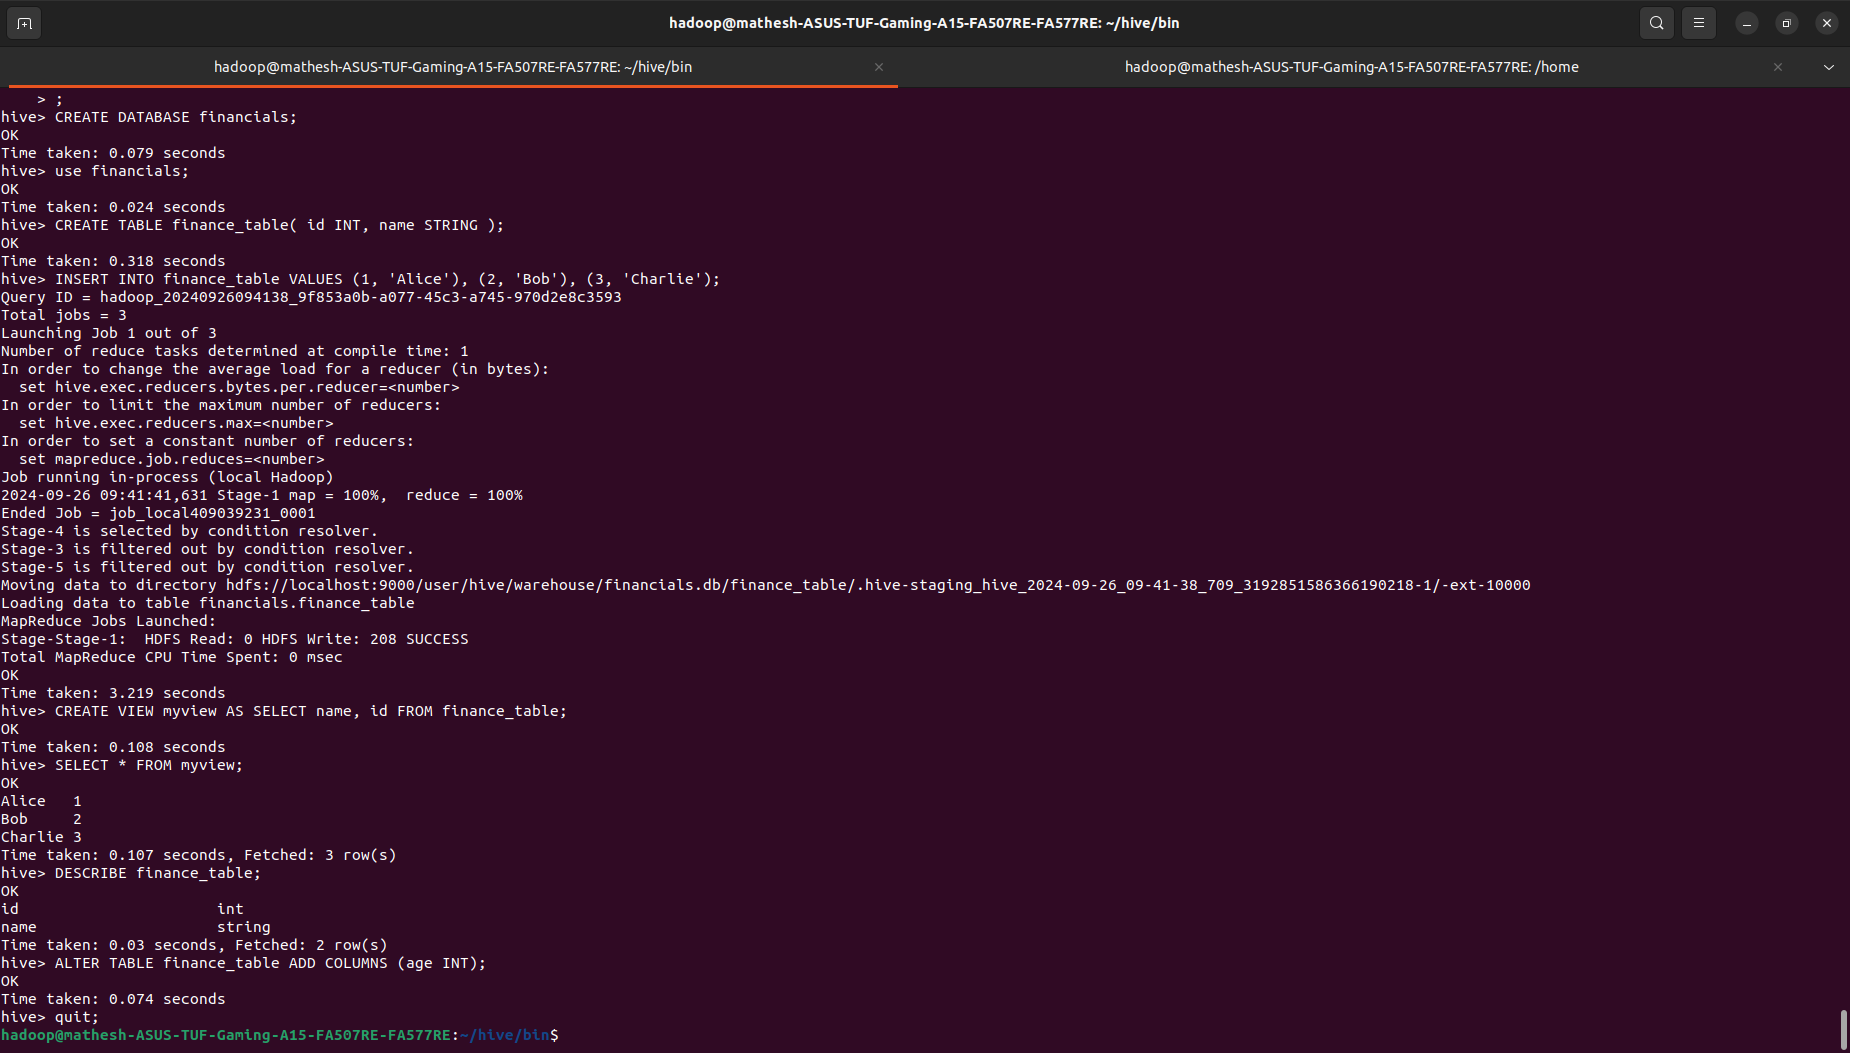 hadoop@mathesh-ASUS-TUF-Gaming-A15-FA507RE-FA577RE: ~/hive/bin
hadoop@mathesh-ASUS-TUF-Gaming-A15-FA507RE-FA577RE: ~/hive/bin
hadoop@mathesh-ASUS-TUF-Gaming-A15-FA507RE-FA577RE: /home
    > ;
hive> CREATE DATABASE financials;
OK
Time taken: 0.079 seconds
hive> use financials;
OK
Time taken: 0.024 seconds
hive> CREATE TABLE finance_table( id INT, name STRING );
OK
Time taken: 0.318 seconds
hive> INSERT INTO finance_table VALUES (1, 'Alice'), (2, 'Bob'), (3, 'Charlie');
Query ID = hadoop_20240926094138_9f853a0b-a077-45c3-a745-970d2e8c3593
Total jobs = 3
Launching Job 1 out of 3
Number of reduce tasks determined at compile time: 1
In order to change the average load for a reducer (in bytes):
  set hive.exec.reducers.bytes.per.reducer=<number>
In order to limit the maximum number of reducers:
  set hive.exec.reducers.max=<number>
In order to set a constant number of reducers:
  set mapreduce.job.reduces=<number>
Job running in-process (local Hadoop)
2024-09-26 09:41:41,631 Stage-1 map = 100%,  reduce = 100%
Ended Job = job_local409039231_0001
Stage-4 is selected by condition resolver.
Stage-3 is filtered out by condition resolver.
Stage-5 is filtered out by condition resolver.
Moving data to directory hdfs://localhost:9000/user/hive/warehouse/financials.db/finance_table/.hive-staging_hive_2024-09-26_09-41-38_709_3192851586366190218-1/-ext-10000
Loading data to table financials.finance_table
MapReduce Jobs Launched:
Stage-Stage-1:  HDFS Read: 0 HDFS Write: 208 SUCCESS
Total MapReduce CPU Time Spent: 0 msec
OK
Time taken: 3.219 seconds
hive> CREATE VIEW myview AS SELECT name, id FROM finance_table;
OK
Time taken: 0.108 seconds
hive> SELECT * FROM myview;
OK
Alice   1
Bob     2
Charlie 3
Time taken: 0.107 seconds, Fetched: 3 row(s)
hive> DESCRIBE finance_table;
OK
id                      int
name                    string
Time taken: 0.03 seconds, Fetched: 2 row(s)
hive> ALTER TABLE finance_table ADD COLUMNS (age INT);
OK
Time taken: 0.074 seconds
hive> quit;
hadoop@mathesh-ASUS-TUF-Gaming-A15-FA507RE-FA577RE:~/hive/bin$